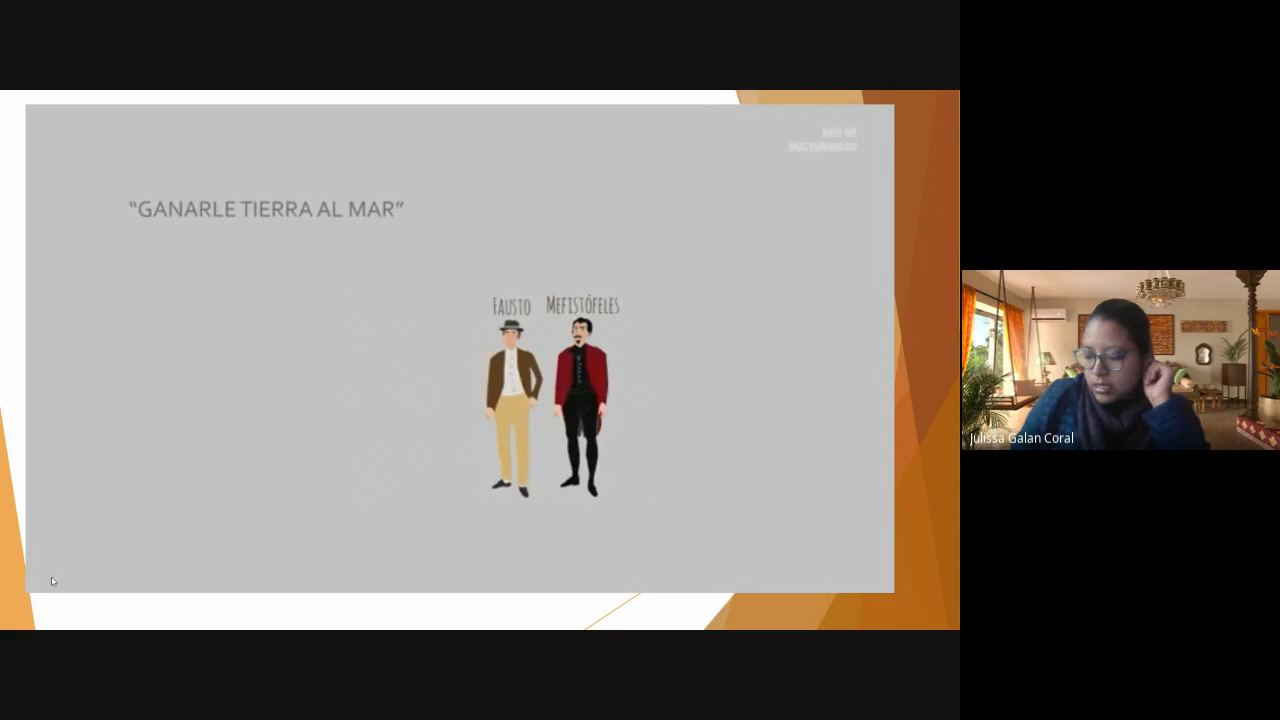 “GANARLE TIERRA AL MAR”
FAUSTO MEFISTÓFELES
Julissa Galan Coral